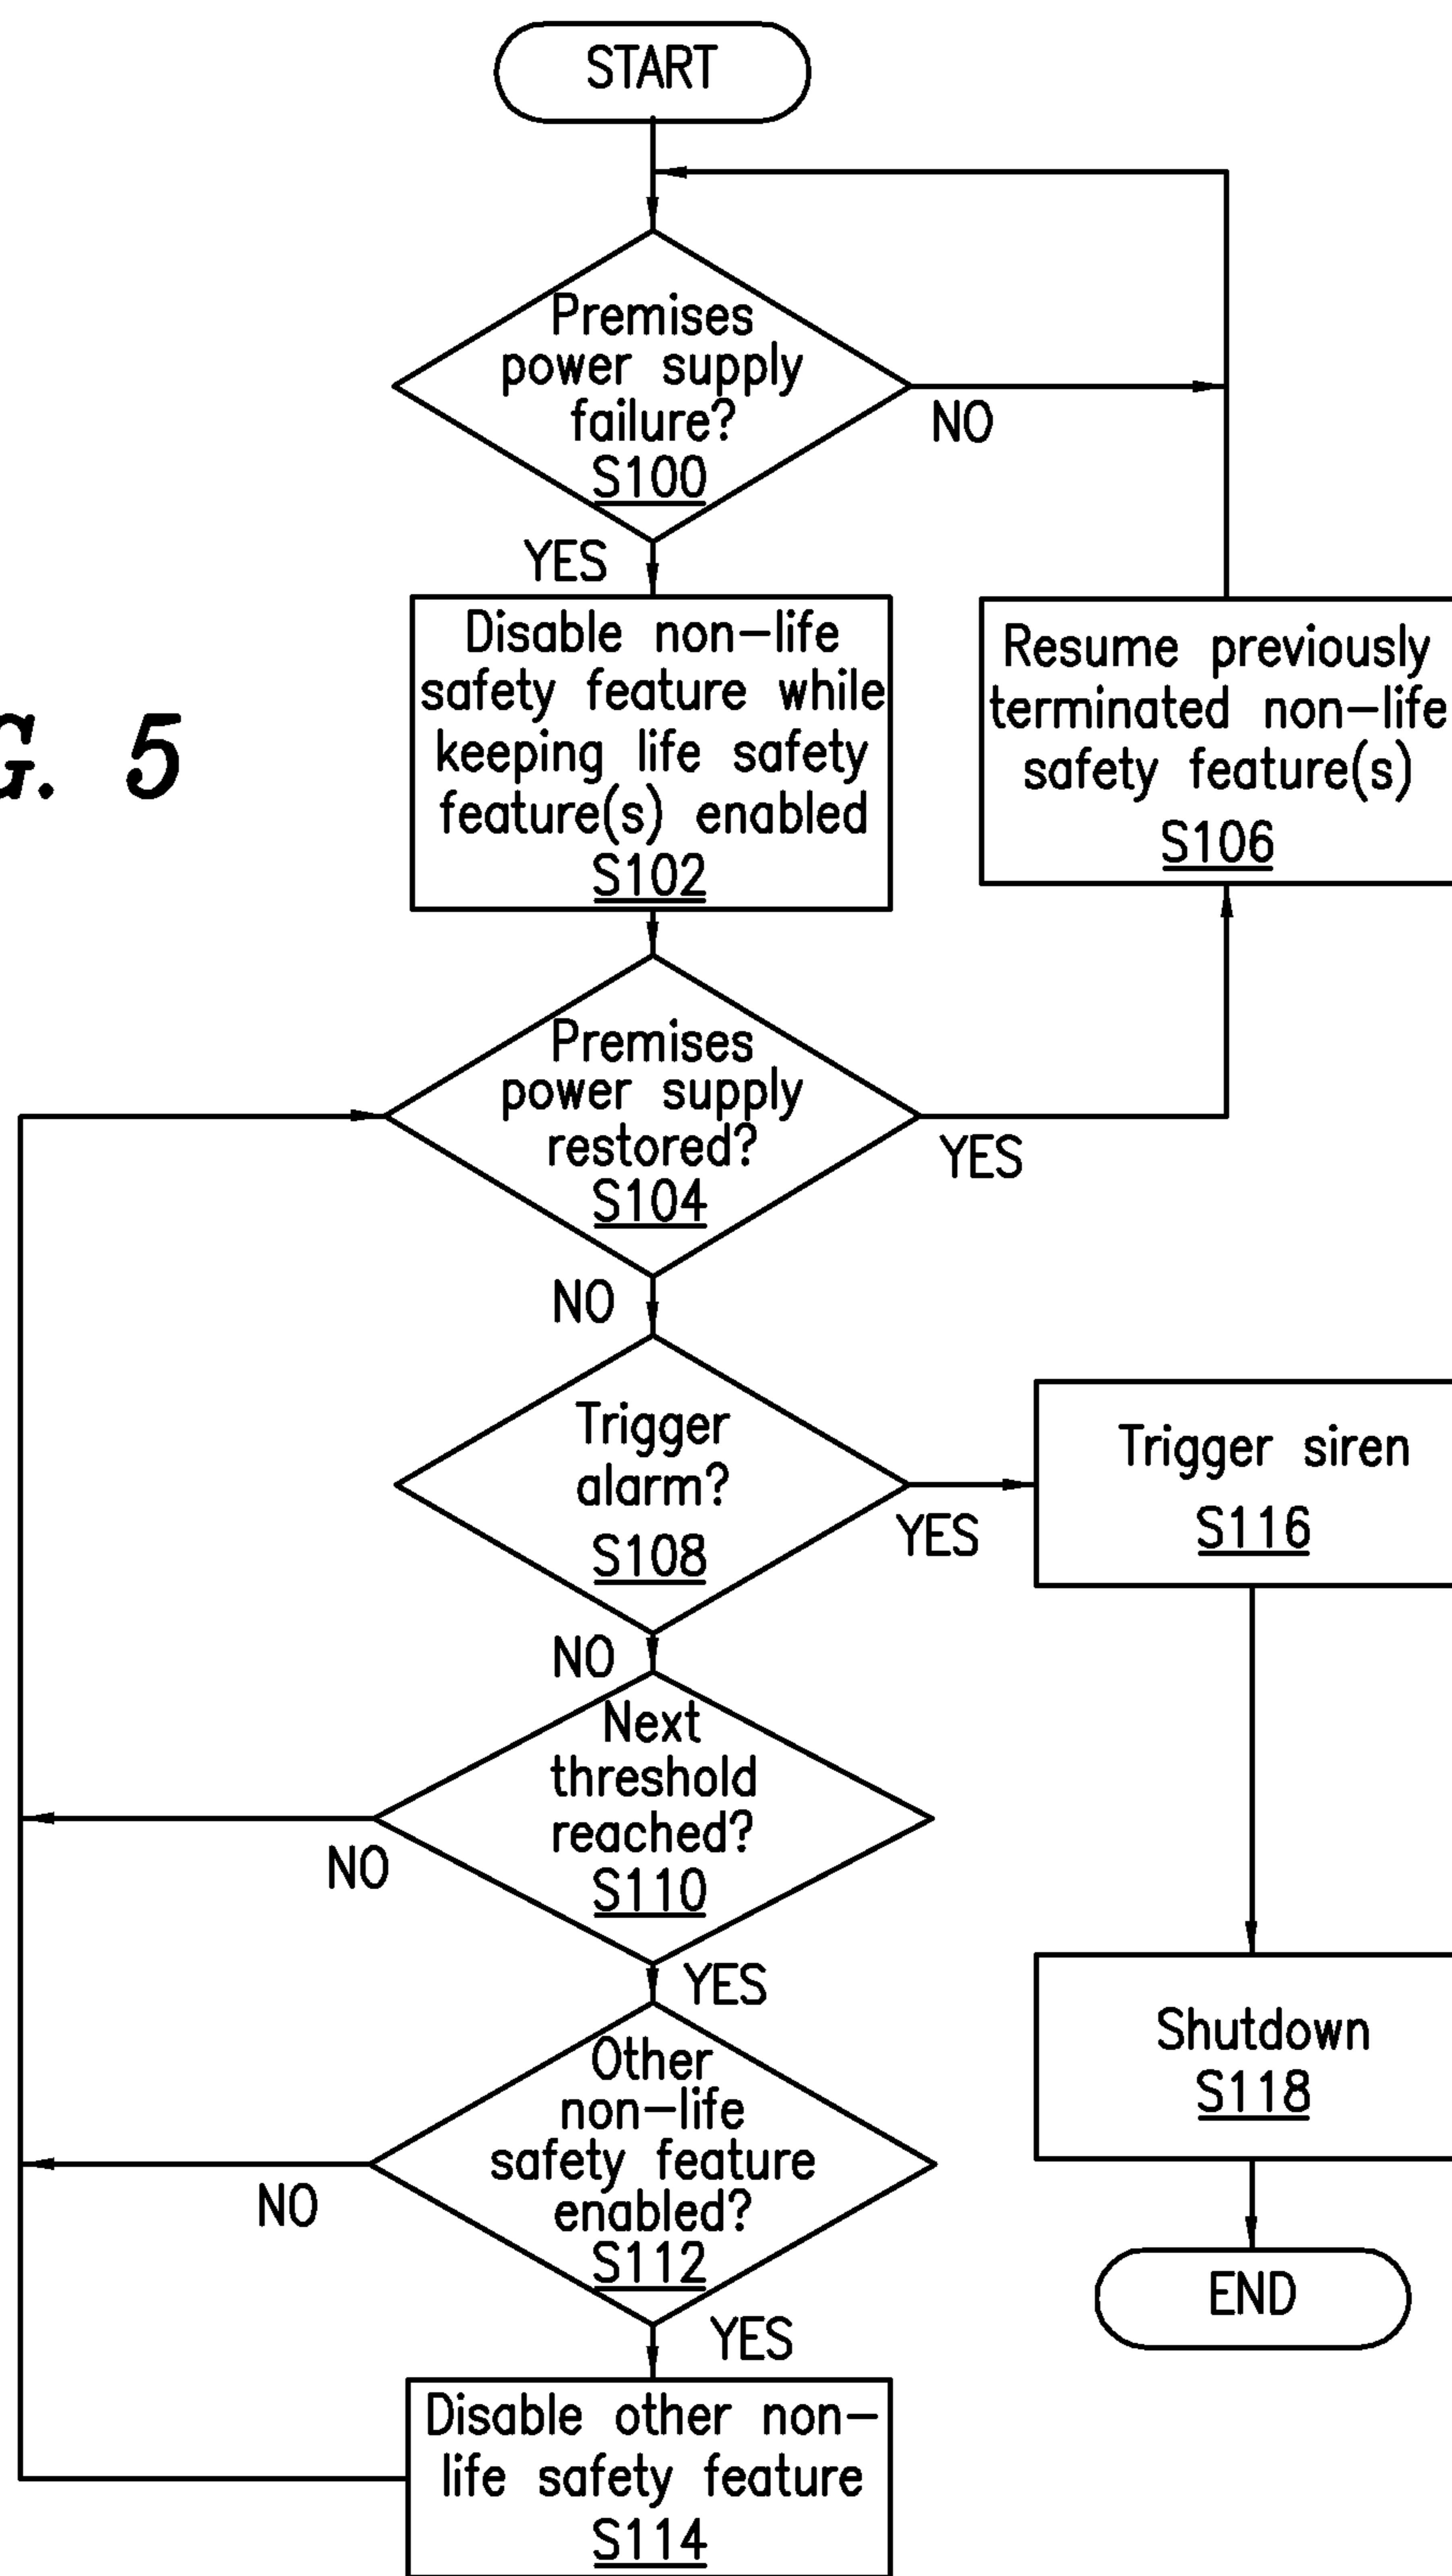 START
Premises
power supply
failure?
S100
NO
YES
Disable non-life
safety feature while
keeping life safety
feature(s) enabled
S102
Resume previously
terminated non-life
safety feature(s)
S106
G. 5
Premises
power supply
restored?
S104
YES
NO
Trigger
alarm?
S108
YES
Trigger siren
S116
NO
Next
threshold
reached?
S110
NO
YES
Shutdown
S118
Other
non-life
safety feature
enabled?
S112
NO
YES
END
Disable other non-
life safety feature
S114